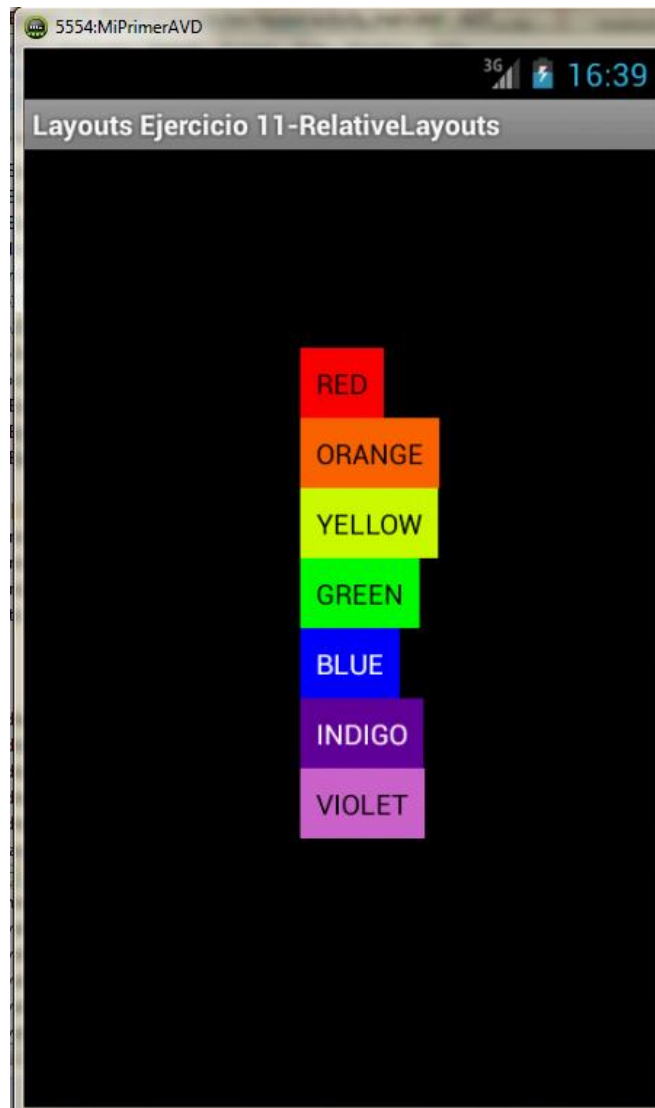 5554:MiPrimerAVD
3G 16:39
Layouts Ejercicio 11-RelativeLayouts
RED
ORANGE
YELLOW
GREEN
BLUE
INDIGO
VIOLET